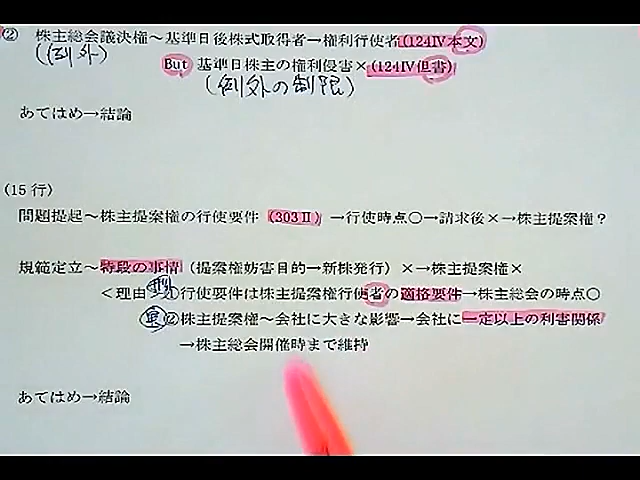 ② 株主総会議決権～基準日後株式取得者→権利行使者(124Ⅳ本文)
(例外)
But 基準日株主の権利侵害×(124Ⅳ但書)
(例外の制限)
あてはめ→結論
(15 行)
問題提起～株主提案権の行使要件 (303Ⅱ) →行使時点〇→請求後×→株主提案権？
規範定立～特段の事情 (提案権妨害目的→新株発行) ×→株主提案権×
<理由 ①行使要件は株主提案権行使者の適格要件→株主総会の時点〇
②株主提案権～会社に大きな影響→会社に一定以上の利害関係
→株主総会開催時まで維持
あてはめ→結論